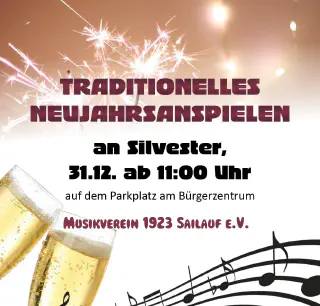 TRADITIONELLES
NEUJAHRSANSPIELEN
an Silvester,
31.12. ab 11:00 Uhr
auf dem Parkplatz am Bürgerzentrum
Musikverein 1923 Sailauf e.V.